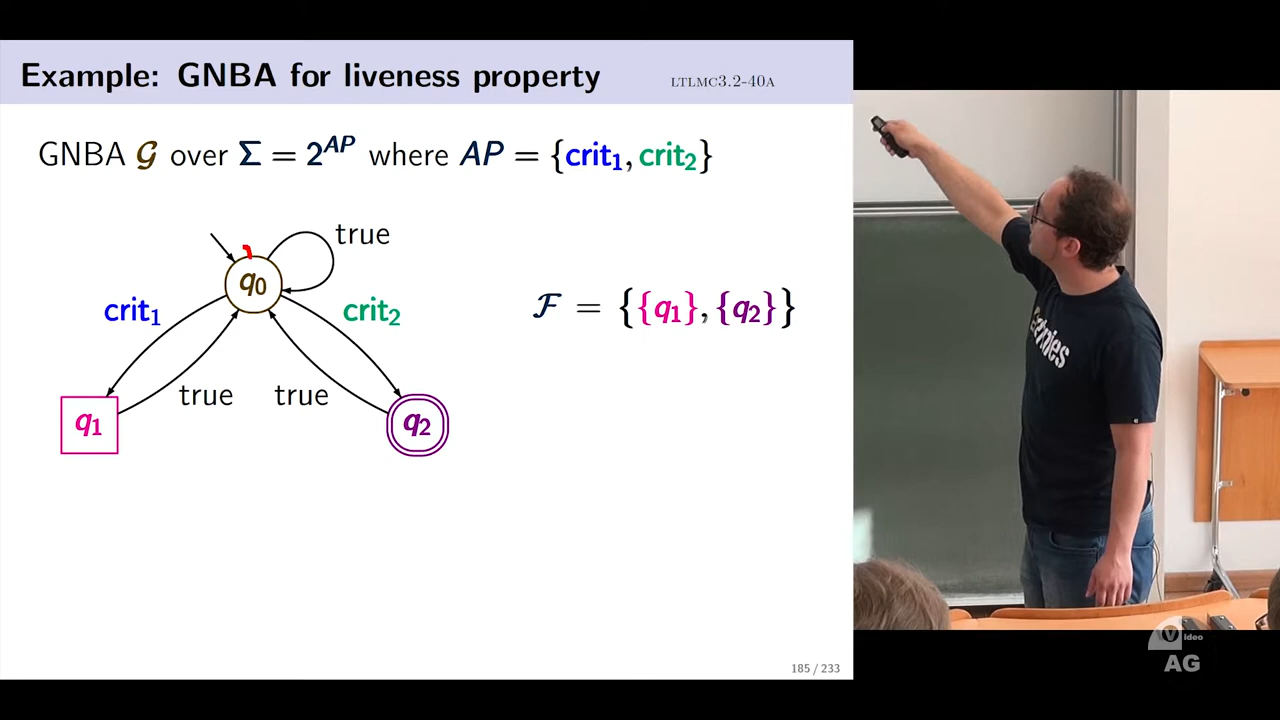 Example: GNBA for liveness property LTLMC3.2-40A
GNBA 𝒢 over Σ = 2^AP where AP = {crit₁, crit₂}
true
q₀
crit₁ crit₂
ℱ = {{q₁}, {q₂}}
true true
q₁ q₂
185 / 233
Video
AG